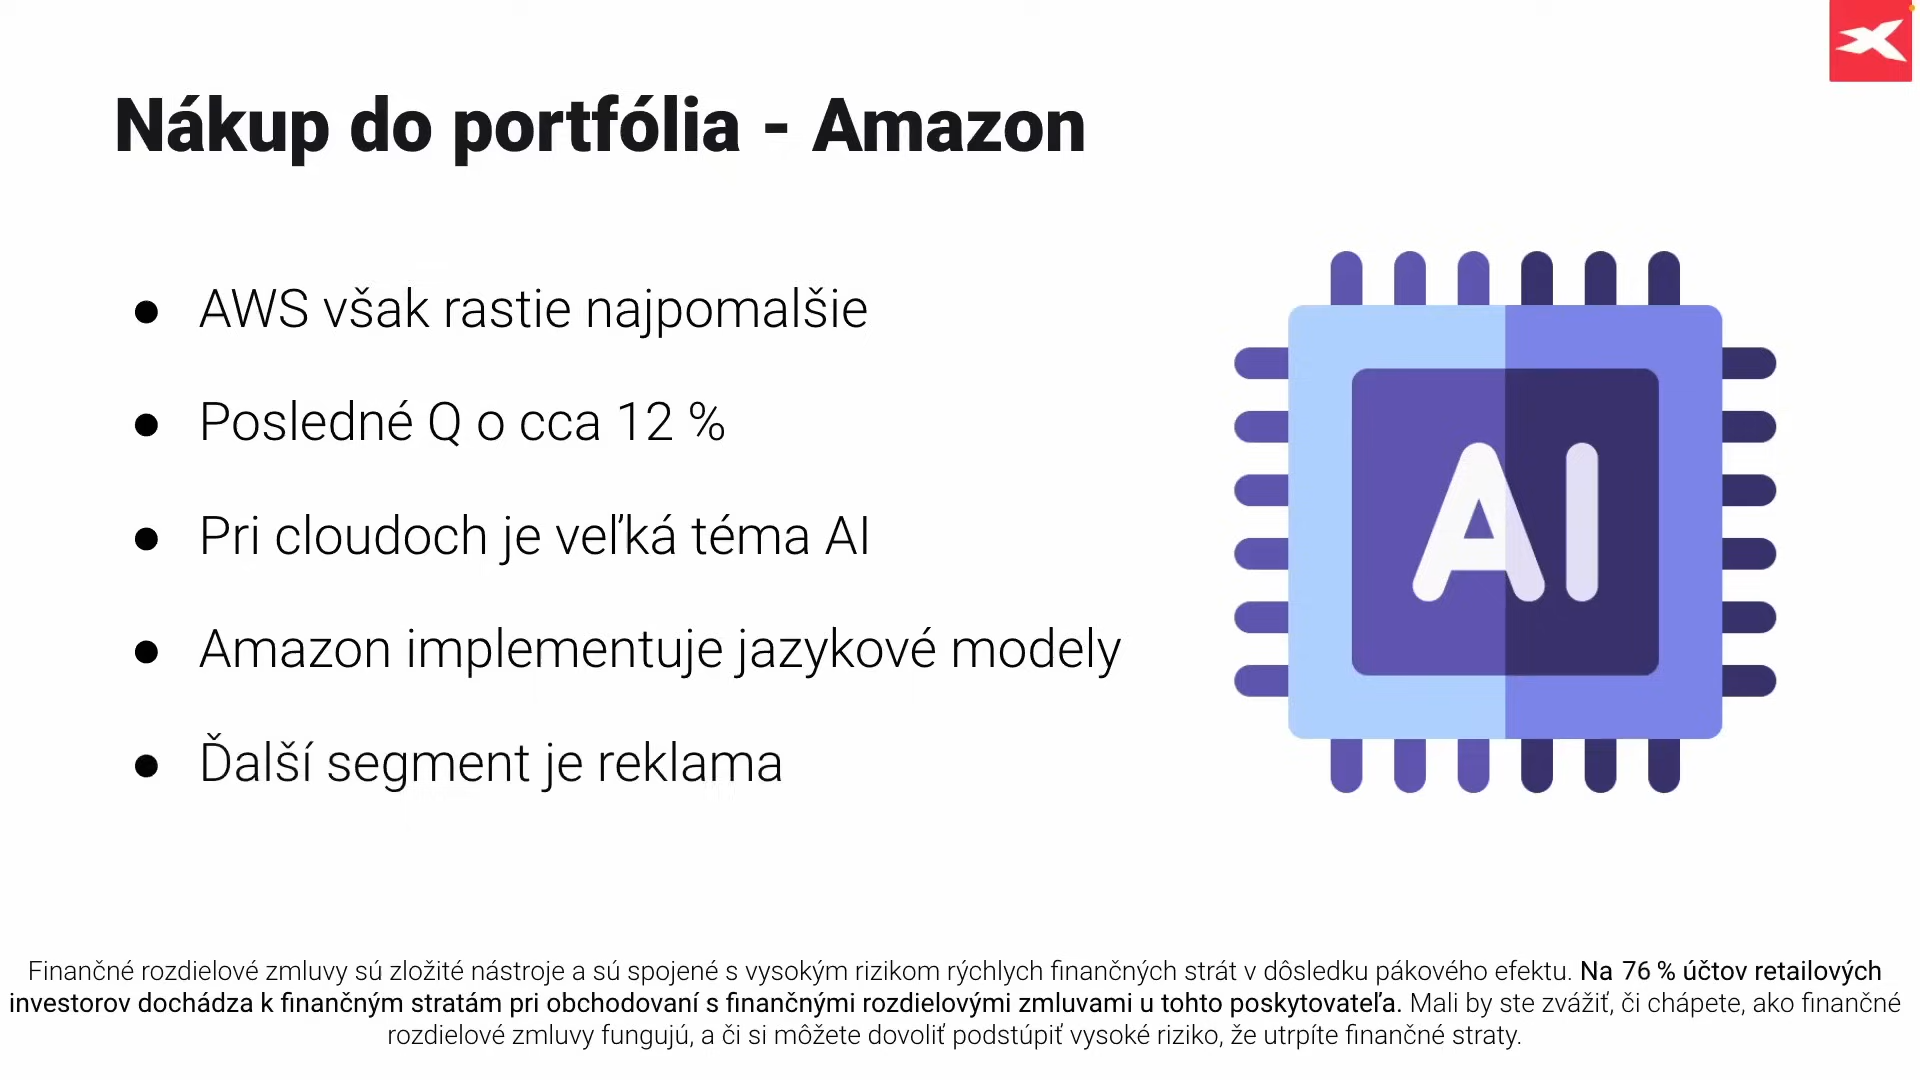 Nákup do portfólia - Amazon
● AWS však rastie najpomalšie
● Posledné Q o cca 12 %
● Pri cloudoch je veľká téma AI
● Amazon implementuje jazykové modely
● Ďalší segment je reklama
AI
Finančné rozdielové zmluvy sú zložité nástroje a sú spojené s vysokým rizikom rýchlych finančných strát v dôsledku pákového efektu. Na 76 % účtov retailových
investorov dochádza k finančným stratám pri obchodovaní s finančnými rozdielovými zmluvami u tohto poskytovateľa. Mali by ste zvážiť, či chápete, ako finančné
rozdielové zmluvy fungujú, a či si môžete dovoliť podstúpiť vysoké riziko, že utrpíte finančné straty.